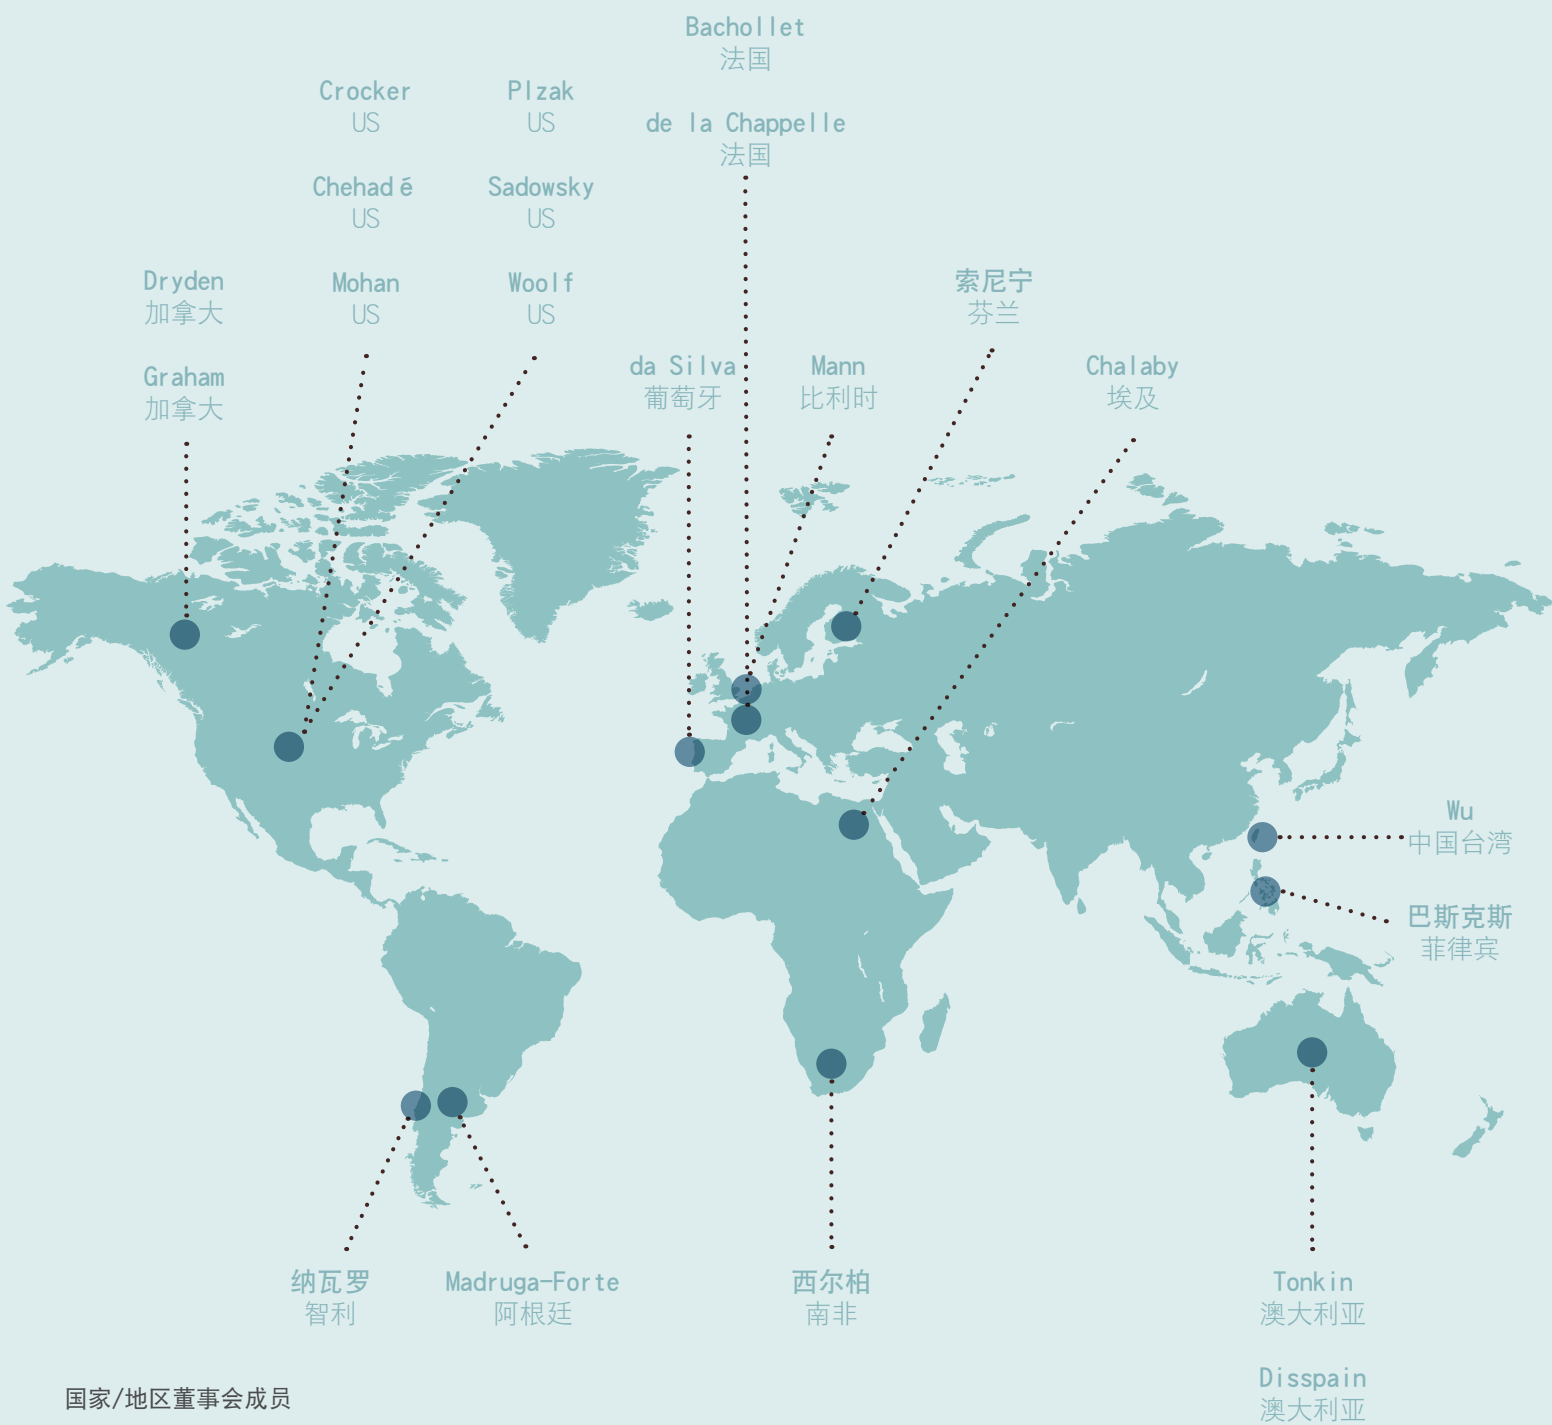 Bachollet
法国
Crocker
US
Plzak
US
de la Chappelle
法国
Chehadé
US
Sadowsky
US
Dryden
加拿大
Mohan
US
Woolf
US
索尼宁
芬兰
Graham
加拿大
da Silva
葡萄牙
Mann
比利时
Chalaby
埃及
Wu
中国台湾
巴斯克斯
菲律宾
纳瓦罗
智利
Madruga-Forte
阿根廷
西尔柏
南非
Tonkin
澳大利亚
Disspain
澳大利亚
国家/地区董事会成员